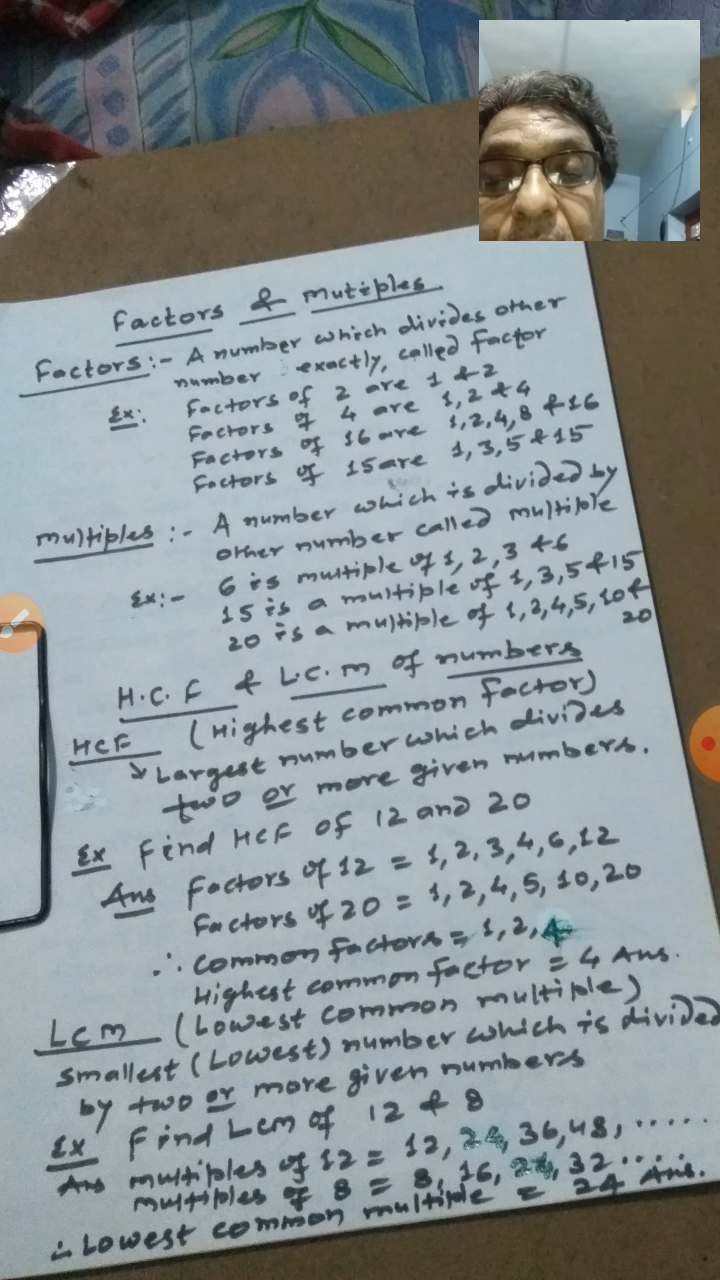 Factors & Mutiples
Factors:- A number which divides other
number exactly, called Factor
Ex: Factors of 2 are 1 & 2
Factors of 4 are 1, 2 & 4
Factors of 16 are 1,2,4,8 & 16
Factors of 15 are 1,3,5 & 15
multiples :- A number which is divided by
other number called multiple
Ex:- 6 is multiple of 1, 2, 3 & 6
15 is a multiple of 1,3,5 & 15
20 is a multiple of 1,2,4,5,10 &
20
H.C.F & L.C.m of numbers
HCF (Highest common factor)
↘ Largest number which divides
two or more given numbers.
Ex Find HCF of 12 and 20
Ans Factors of 12 = 1,2,3,4,6,12
Factors of 20 = 1,2,4,5,10,20
∴ common factors = 1,2,4
Highest common factor = 4 Ans.
Lcm (Lowest common multiple)
smallest (Lowest) number which is divided
by two or more given numbers
Ex Find Lcm of 12 & 8
Ans multiples of 12 = 12, 24, 36, 48, ......
multiples of 8 = 8, 16, 24, 32 .....
∴ Lowest common multiple = 24 Ans.